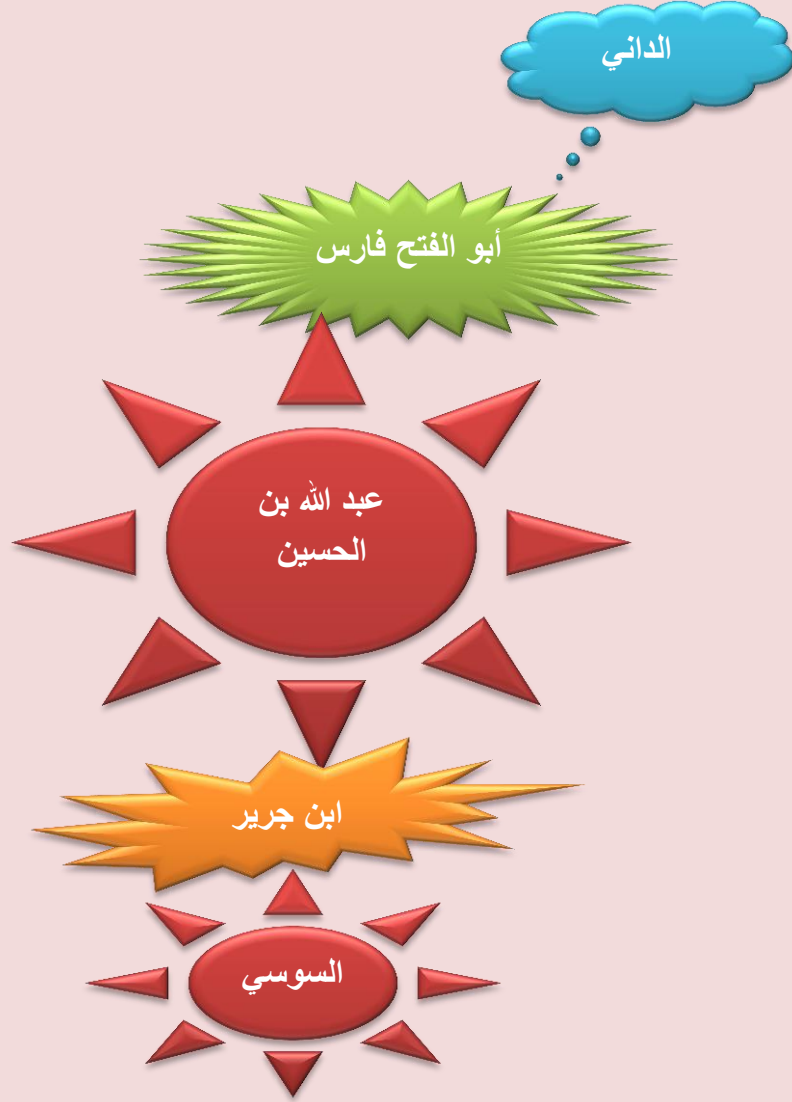 الداني
أبو الفتح فارس
عبد الله بن
الحسين
ابن جرير
السوسي